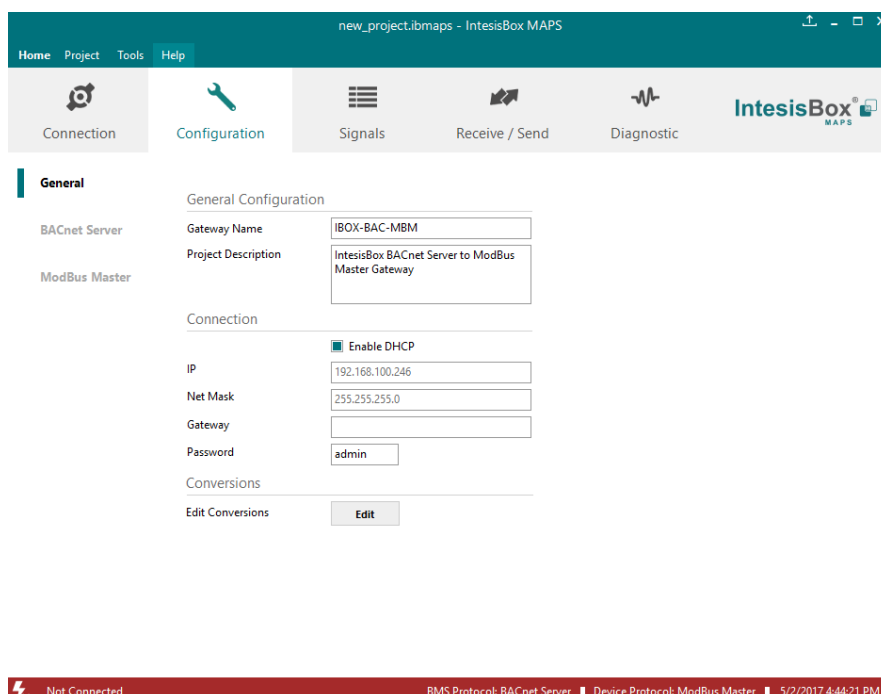 new_project.ibmaps - IntesisBox MAPS
Home Project Tools Help
Connection Configuration Signals Receive / Send Diagnostic IntesisBox® MAPS
General
BACnet Server
ModBus Master
General Configuration
Gateway Name IBOX-BAC-MBM
Project Description IntesisBox BACnet Server to ModBus
Master Gateway
Connection
Enable DHCP
IP 192.168.100.246
Net Mask 255.255.255.0
Gateway
Password admin
Conversions
Edit Conversions Edit
Not Connected BMS Protocol: BACnet Server Device Protocol: ModBus Master 5/2/2017 4:44:21 PM